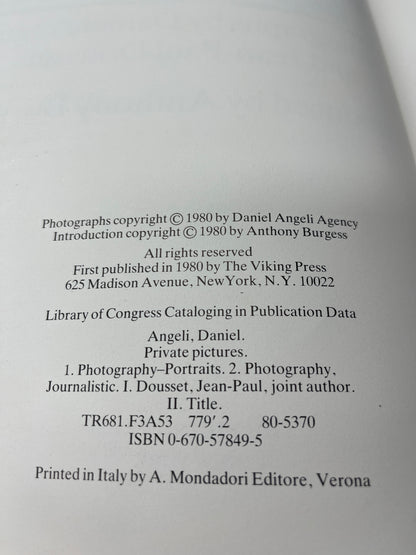 Photographs copyright © 1980 by Daniel Angeli Agency
Introduction copyright © 1980 by Anthony Burgess
All rights reserved
First published in 1980 by The Viking Press
625 Madison Avenue, NewYork, N.Y. 10022
Library of Congress Cataloging in Publication Data
Angeli, Daniel.
Private pictures.
1. Photography–Portraits. 2. Photography,
Journalistic. I. Dousset, Jean-Paul, joint author.
II. Title.
TR681.F3A53 779′.2 80-5370
ISBN 0-670-57849-5
Printed in Italy by A. Mondadori Editore, Verona